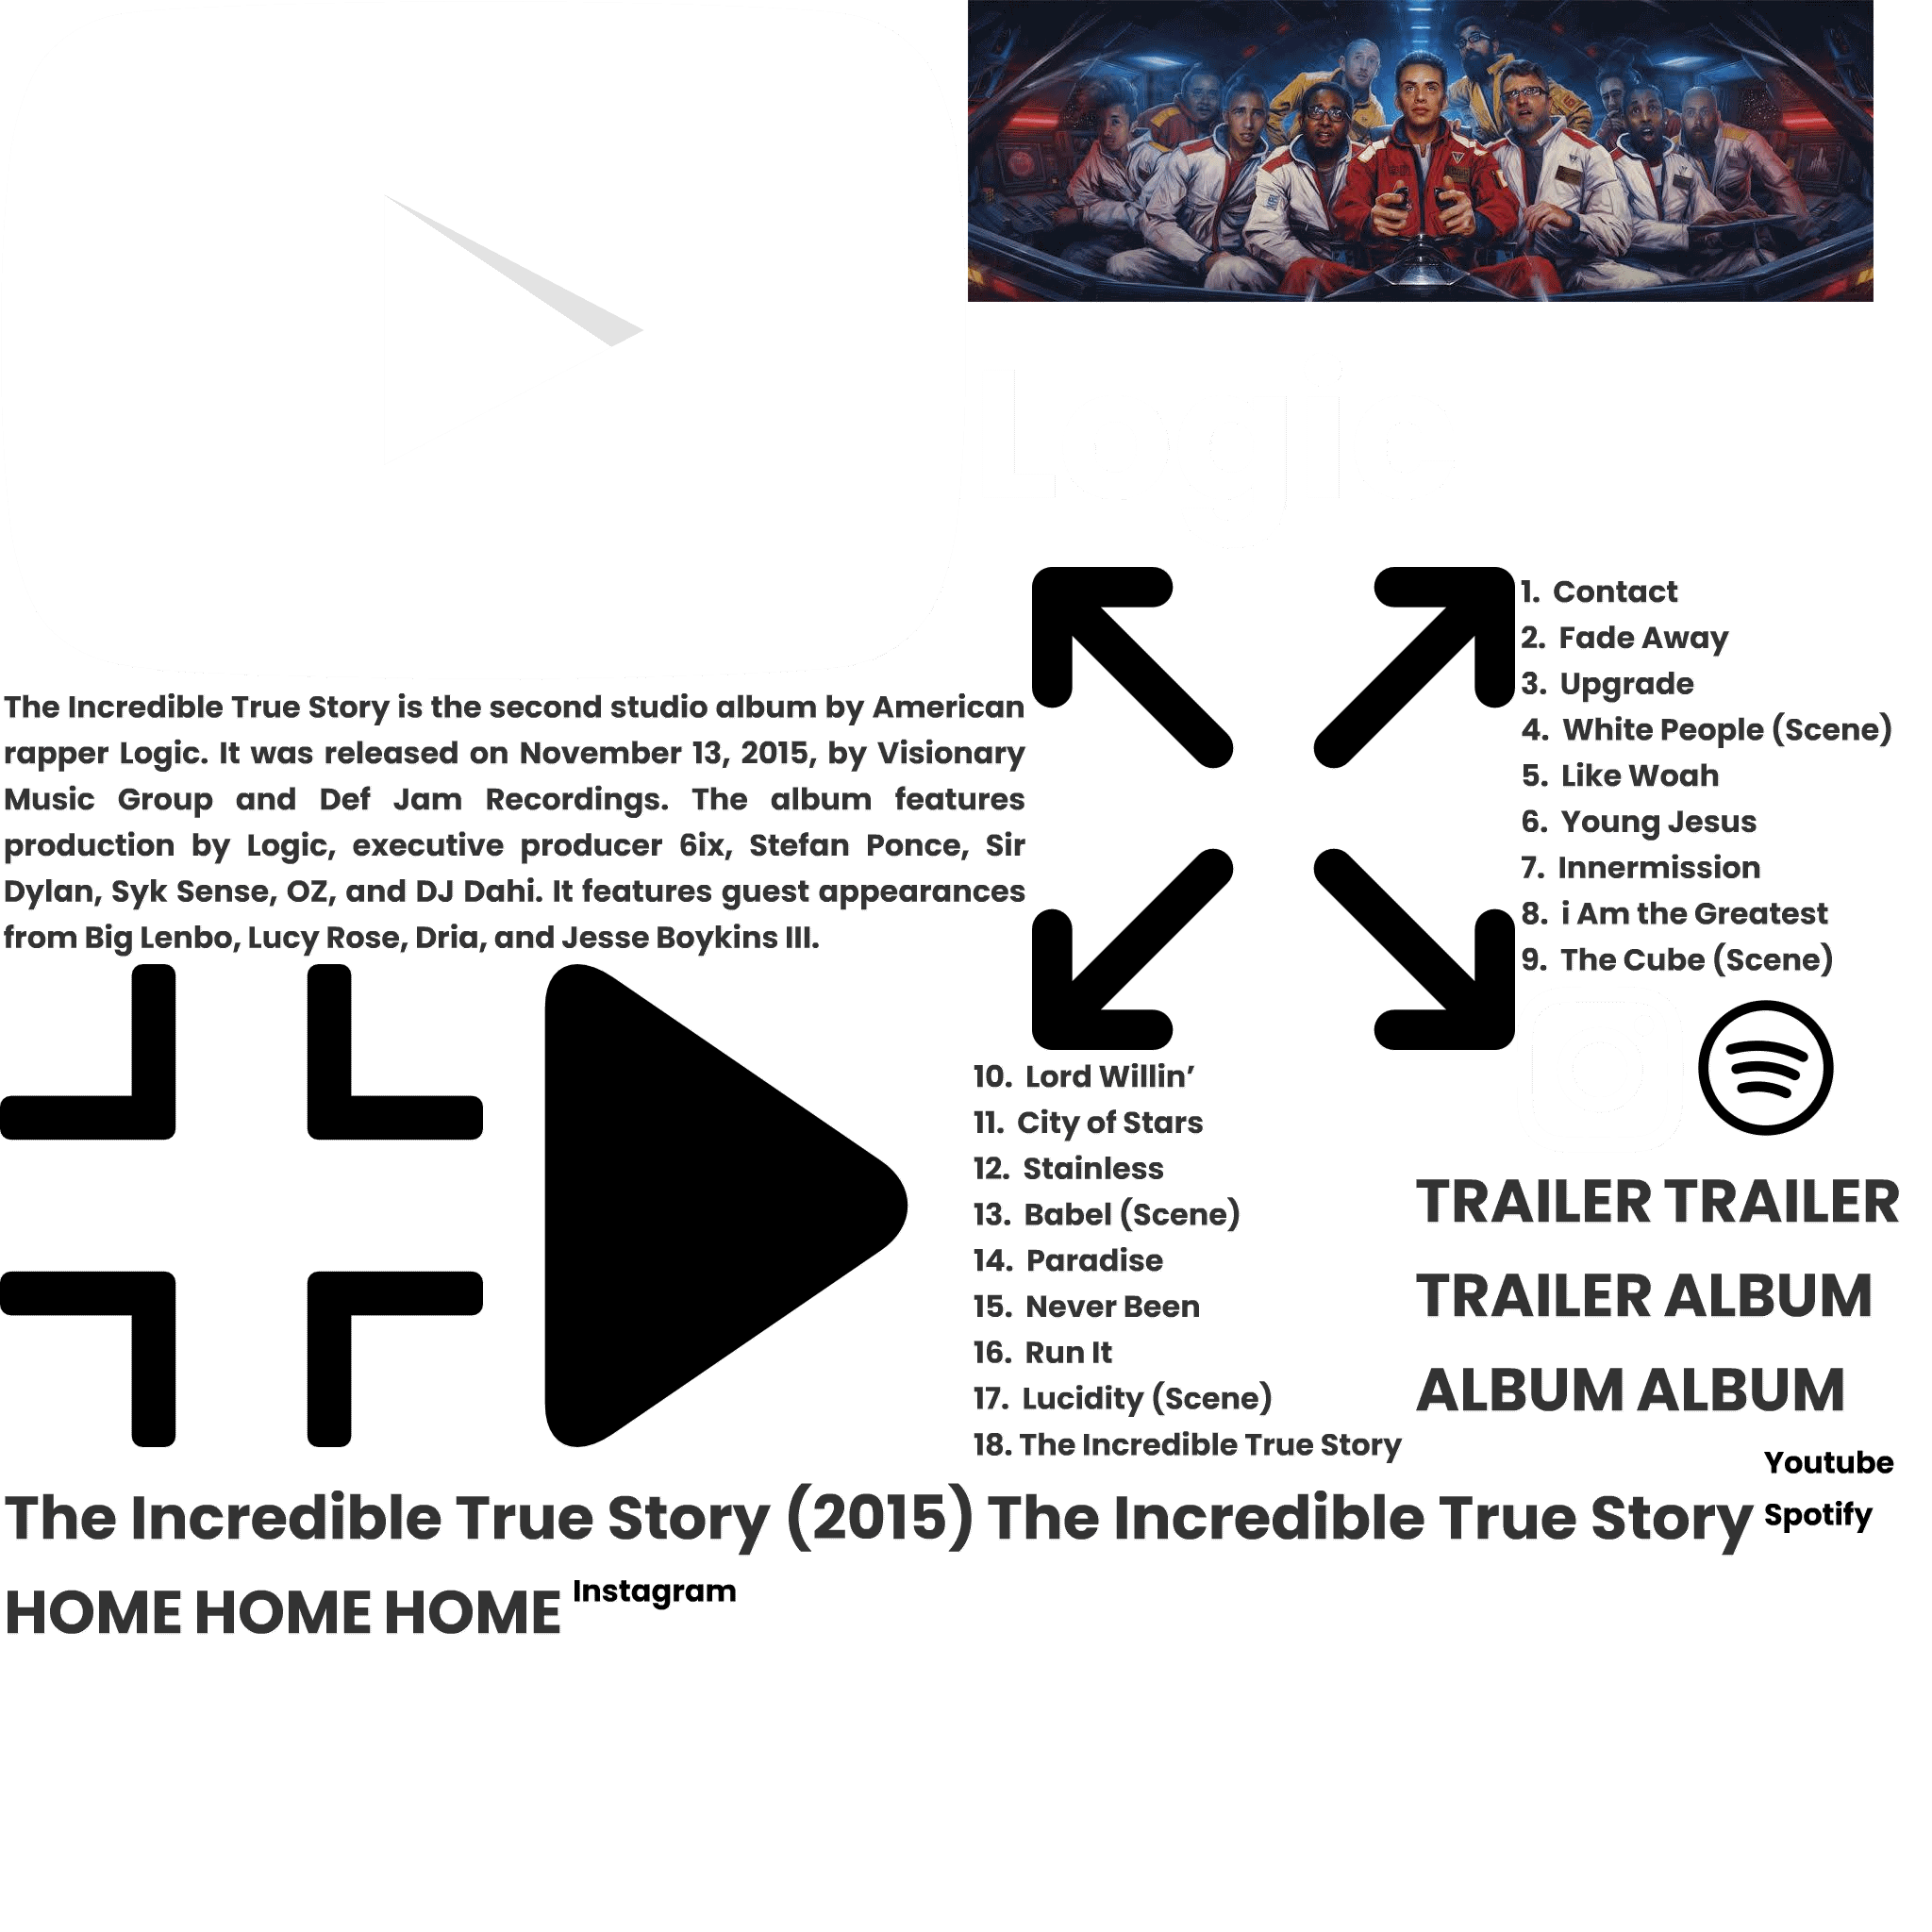 Logic
The Incredible True Story is the second studio album by American
rapper Logic. It was released on November 13, 2015, by Visionary
Music Group and Def Jam Recordings. The album features
production by Logic, executive producer 6ix, Stefan Ponce, Sir
Dylan, Syk Sense, OZ, and DJ Dahi. It features guest appearances
from Big Lenbo, Lucy Rose, Dria, and Jesse Boykins III.
1. Contact
2. Fade Away
3. Upgrade
4. White People (Scene)
5. Like Woah
6. Young Jesus
7. Innermission
8. i Am the Greatest
9. The Cube (Scene)
10. Lord Willin’
11. City of Stars
12. Stainless
13. Babel (Scene)
14. Paradise
15. Never Been
16. Run It
17. Lucidity (Scene)
18. The Incredible True Story
TRAILER TRAILER
TRAILER ALBUM
ALBUM ALBUM
Youtube
The Incredible True Story (2015) The Incredible True Story
Spotify
HOME HOME HOME
Instagram